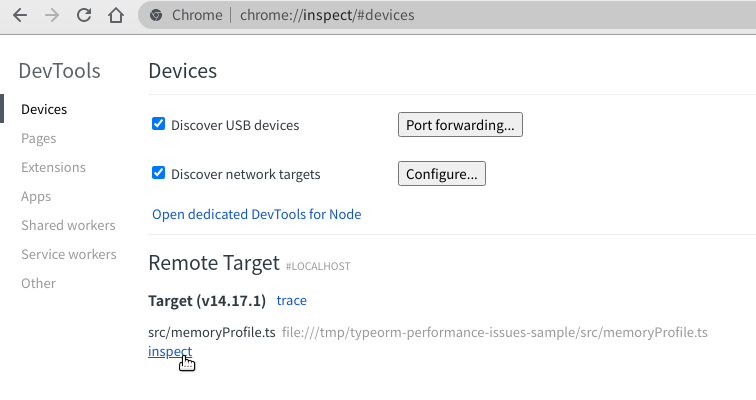 Chrome chrome://inspect/#devices
DevTools
Devices
Pages
Extensions
Apps
Shared workers
Service workers
Other
Devices
Discover USB devices Port forwarding...
Discover network targets Configure...
Open dedicated DevTools for Node
Remote Target #LOCALHOST
Target (v14.17.1) trace
src/memoryProfile.ts file:///tmp/typeorm-performance-issues-sample/src/memoryProfile.ts
inspect